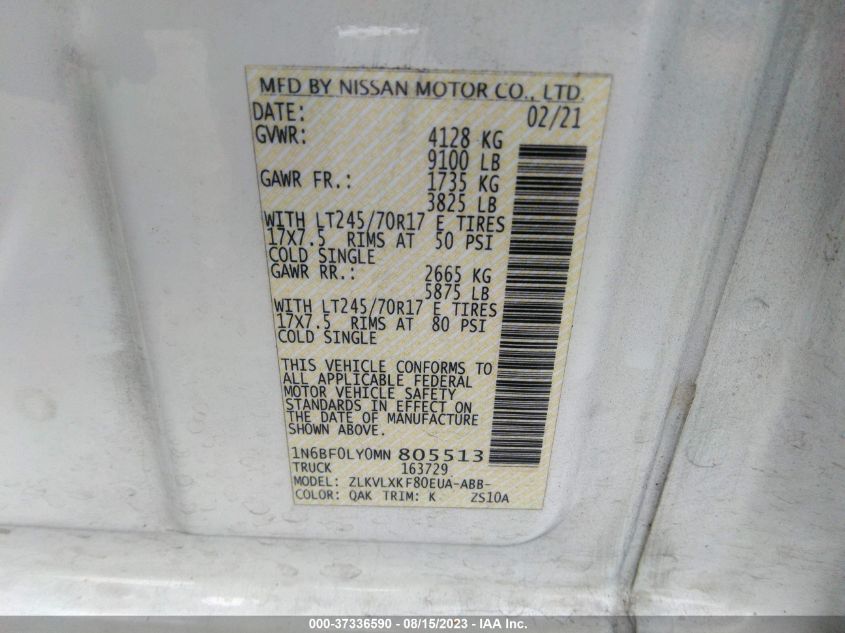 MFD BY NISSAN MOTOR CO., LTD.
DATE: 02/21
GVWR: 4128 KG
9100 LB
GAWR FR.: 1735 KG
3825 LB
WITH LT245/70R17 E TIRES
17X7.5 RIMS AT 50 PSI
COLD SINGLE
GAWR RR.: 2665 KG
5875 LB
WITH LT245/70R17 E TIRES
17X7.5 RIMS AT 80 PSI
COLD SINGLE
THIS VEHICLE CONFORMS TO
ALL APPLICABLE FEDERAL
MOTOR VEHICLE SAFETY
STANDARDS IN EFFECT ON
THE DATE OF MANUFACTURE
SHOWN ABOVE.
1N6BF0LY0MN 805513
TRUCK 163729
MODEL: ZLKVLXKF80EUA-ABB-
COLOR: QAK TRIM: K ZS10A
000-37336590 - 08/15/2023 - IAA Inc.